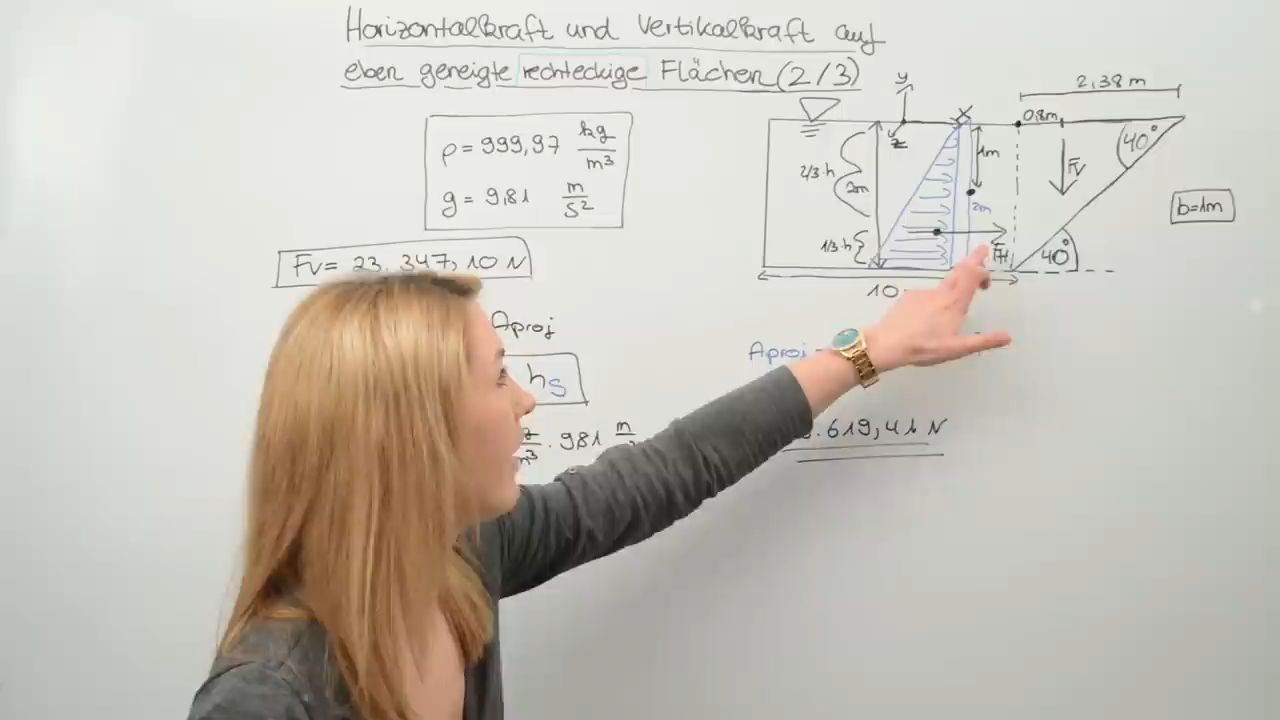 Horizontalkraft und Vertikalkraft auf
eben geneigte rechteckige Flächen (2/3)
ρ = 999,97 kg/m³
g = 9,81 m/s²
Fv = 23.347,10 N
Aproj
hs
· 981 m
y
z
x
2/3·h
2m
1/3·h
1m
2m
FH
10
0,8m
2,38 m
Fv
40°
40°
b=1m
Aproj
.619,41 N